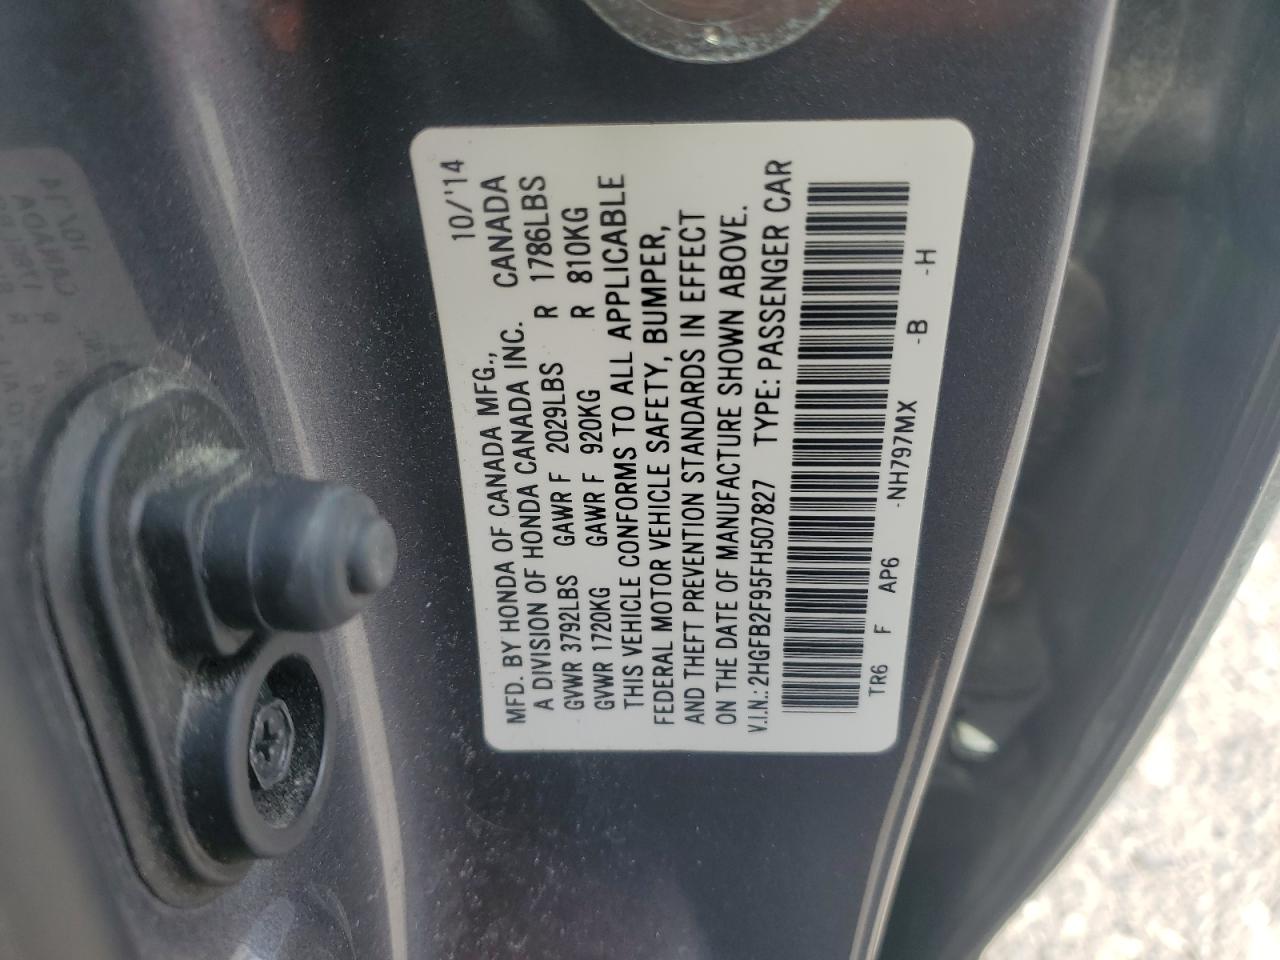 MFD. BY HONDA OF CANADA MFG., 10/'14
A DIVISION OF HONDA CANADA INC. CANADA
GVWR 3792LBS GAWR F 2029LBS R 1786LBS
GVWR 1720KG GAWR F 920KG R 810KG
THIS VEHICLE CONFORMS TO ALL APPLICABLE
FEDERAL MOTOR VEHICLE SAFETY, BUMPER,
AND THEFT PREVENTION STANDARDS IN EFFECT
ON THE DATE OF MANUFACTURE SHOWN ABOVE.
V.I.N.: 2HGFB2F95FH507827 TYPE: PASSENGER CAR
TR6 F AP6 -NH797MX -B -H